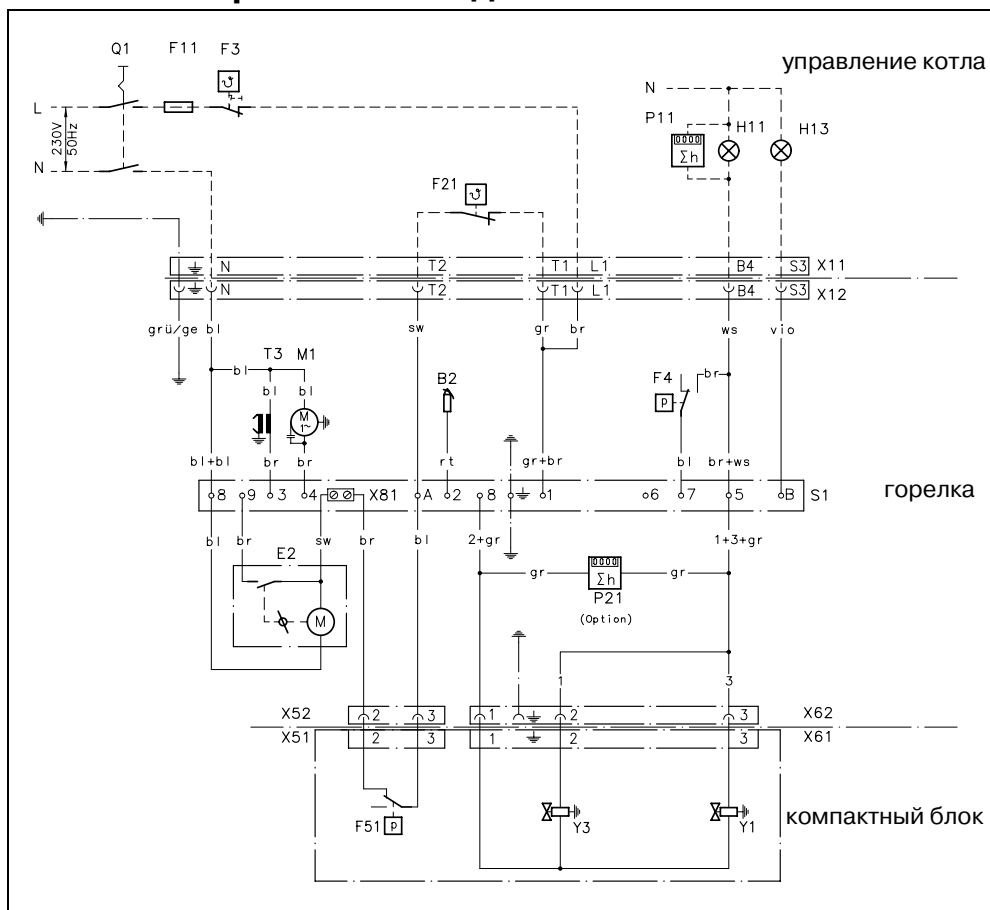 Q1 F11 F3
управление котла
L
230V
50Hz
N
N
P11
H11
H13
Σh
F21
N T2 T1 L1 B4 S3 X11
N T2 T1 L1 B4 S3 X12
grü/ge bl sw gr br ws vio
T3 M1
bl
bl bl
B2
F4
br
P
M
1~
bl+bl br br rt gr+br bl br+ws
8 9 3 4 X81 A 2 8 1 6 7 5 B S1
горелка
bl br sw br bl 2+gr 1+3+gr
E2
gr gr
Σh
P21
(Option)
M
1 3
X52 2 3 1 2 3 X62
X51 2 3 1 2 3 X61
F51 P
Y3 Y1
компактный блок